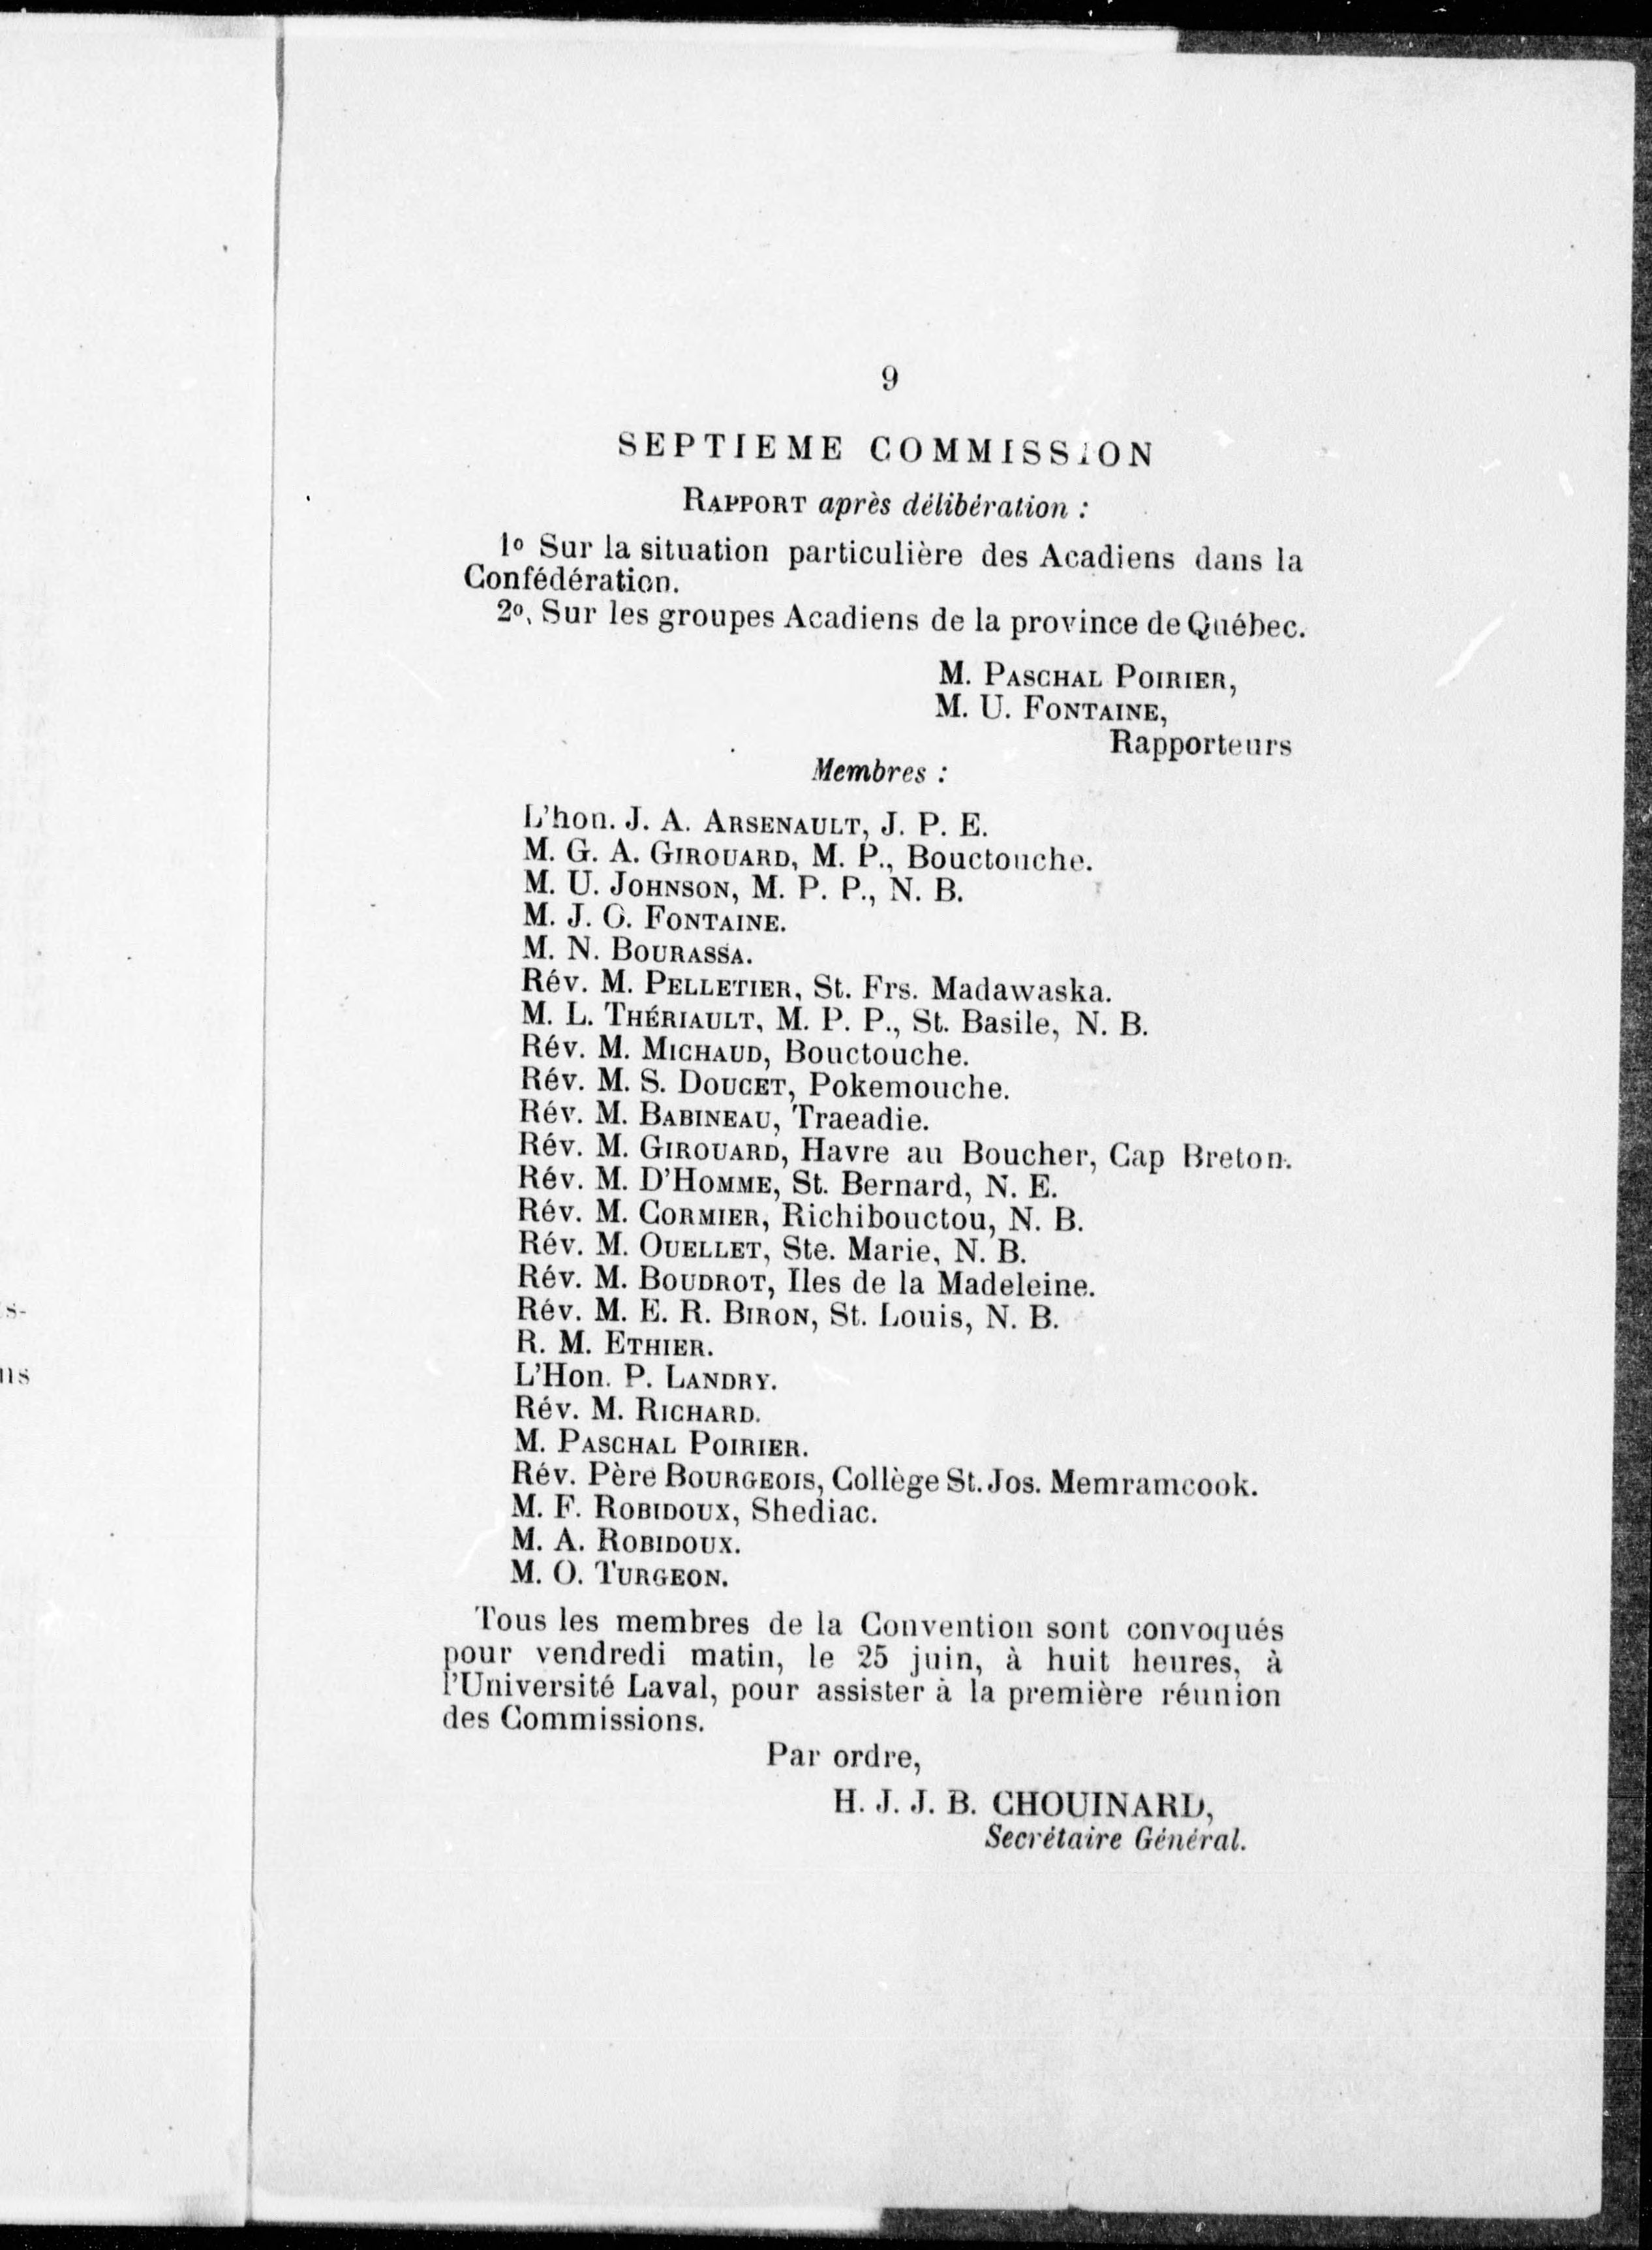 9
SEPTIEME COMMISSION
RAPPORT après délibération :
1o Sur la situation particulière des Acadiens dans la
Confédération.
2o. Sur les groupes Acadiens de la province de Québec.
M. PASCHAL POIRIER,
M. U. FONTAINE,
Rapporteurs
Membres :
L'hon. J. A. ARSENAULT, J. P. E.
M. G. A. GIROUARD, M. P., Bouctouche.
M. U. JOHNSON, M. P. P., N. B.
M. J. O. FONTAINE.
M. N. BOURASSA.
Rév. M. PELLETIER, St. Frs. Madawaska.
M. L. THÉRIAULT, M. P. P., St. Basile, N. B.
Rév. M. MICHAUD, Bouctouche.
Rév. M. S. DOUCET, Pokemouche.
Rév. M. BABINEAU, Traeadie.
Rév. M. GIROUARD, Havre au Boucher, Cap Breton.
Rév. M. D'HOMME, St. Bernard, N. E.
Rév. M. CORMIER, Richibouctou, N. B.
Rév. M. OUELLET, Ste. Marie, N. B.
Rév. M. BOUDROT, Iles de la Madeleine.
Rév. M. E. R. BIRON, St. Louis, N. B.
R. M. ETHIER.
L'Hon. P. LANDRY.
Rév. M. RICHARD.
M. PASCHAL POIRIER.
Rév. Père BOURGEOIS, Collège St. Jos. Memramcook.
M. F. ROBIDOUX, Shediac.
M. A. ROBIDOUX.
M. O. TURGEON.
Tous les membres de la Convention sont convoqués
pour vendredi matin, le 25 juin, à huit heures, à
l'Université Laval, pour assister à la première réunion
des Commissions.
Par ordre,
H. J. J. B. CHOUINARD,
Secrétaire Général.